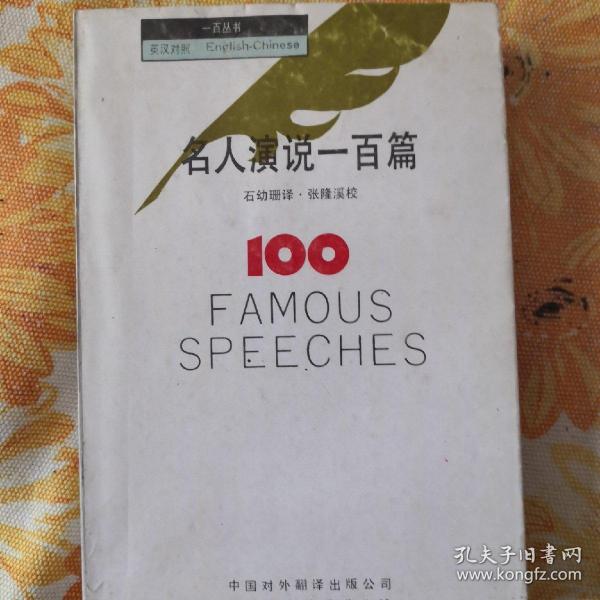 一百丛书
英汉对照 English-Chinese
名人演说一百篇
石幼珊译·张隆溪校
100
FAMOUS
SPEECHES
中国对外翻译出版公司
孔夫子旧书网
www.kongfz.com